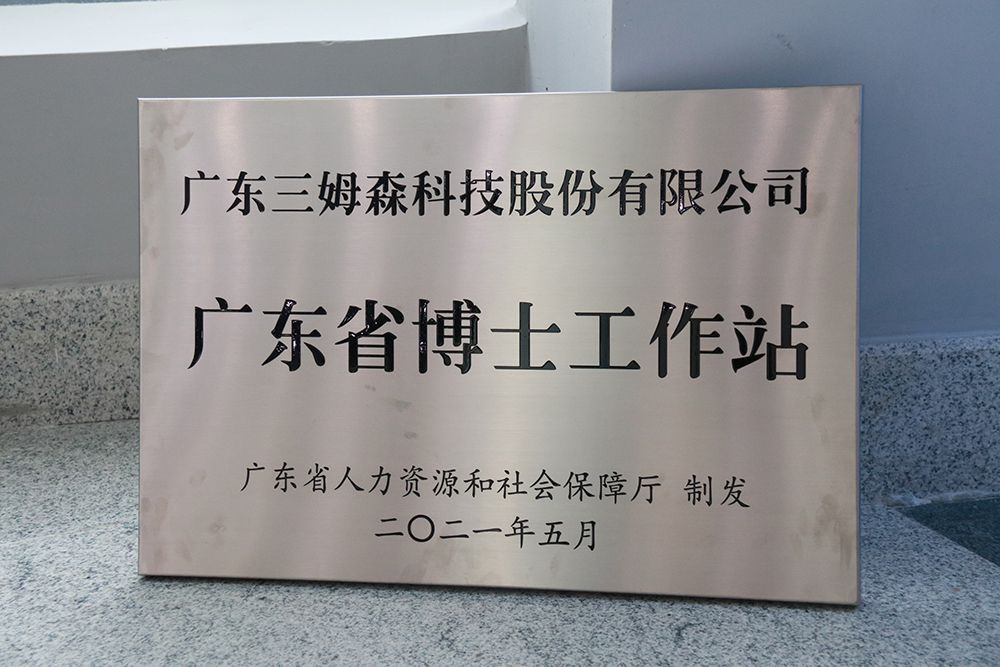 广东三姆森科技股份有限公司
广东省博士工作站
广东省人力资源和社会保障厅 制发
二〇二一年五月